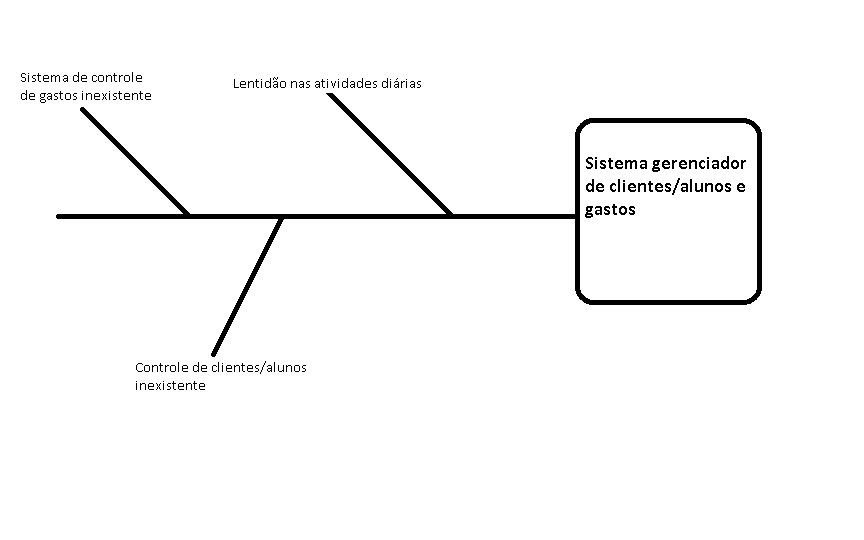 Sistema de controle
de gastos inexistente
Lentidão nas atividades diárias
Sistema gerenciador
de clientes/alunos e
gastos
Controle de clientes/alunos
inexistente